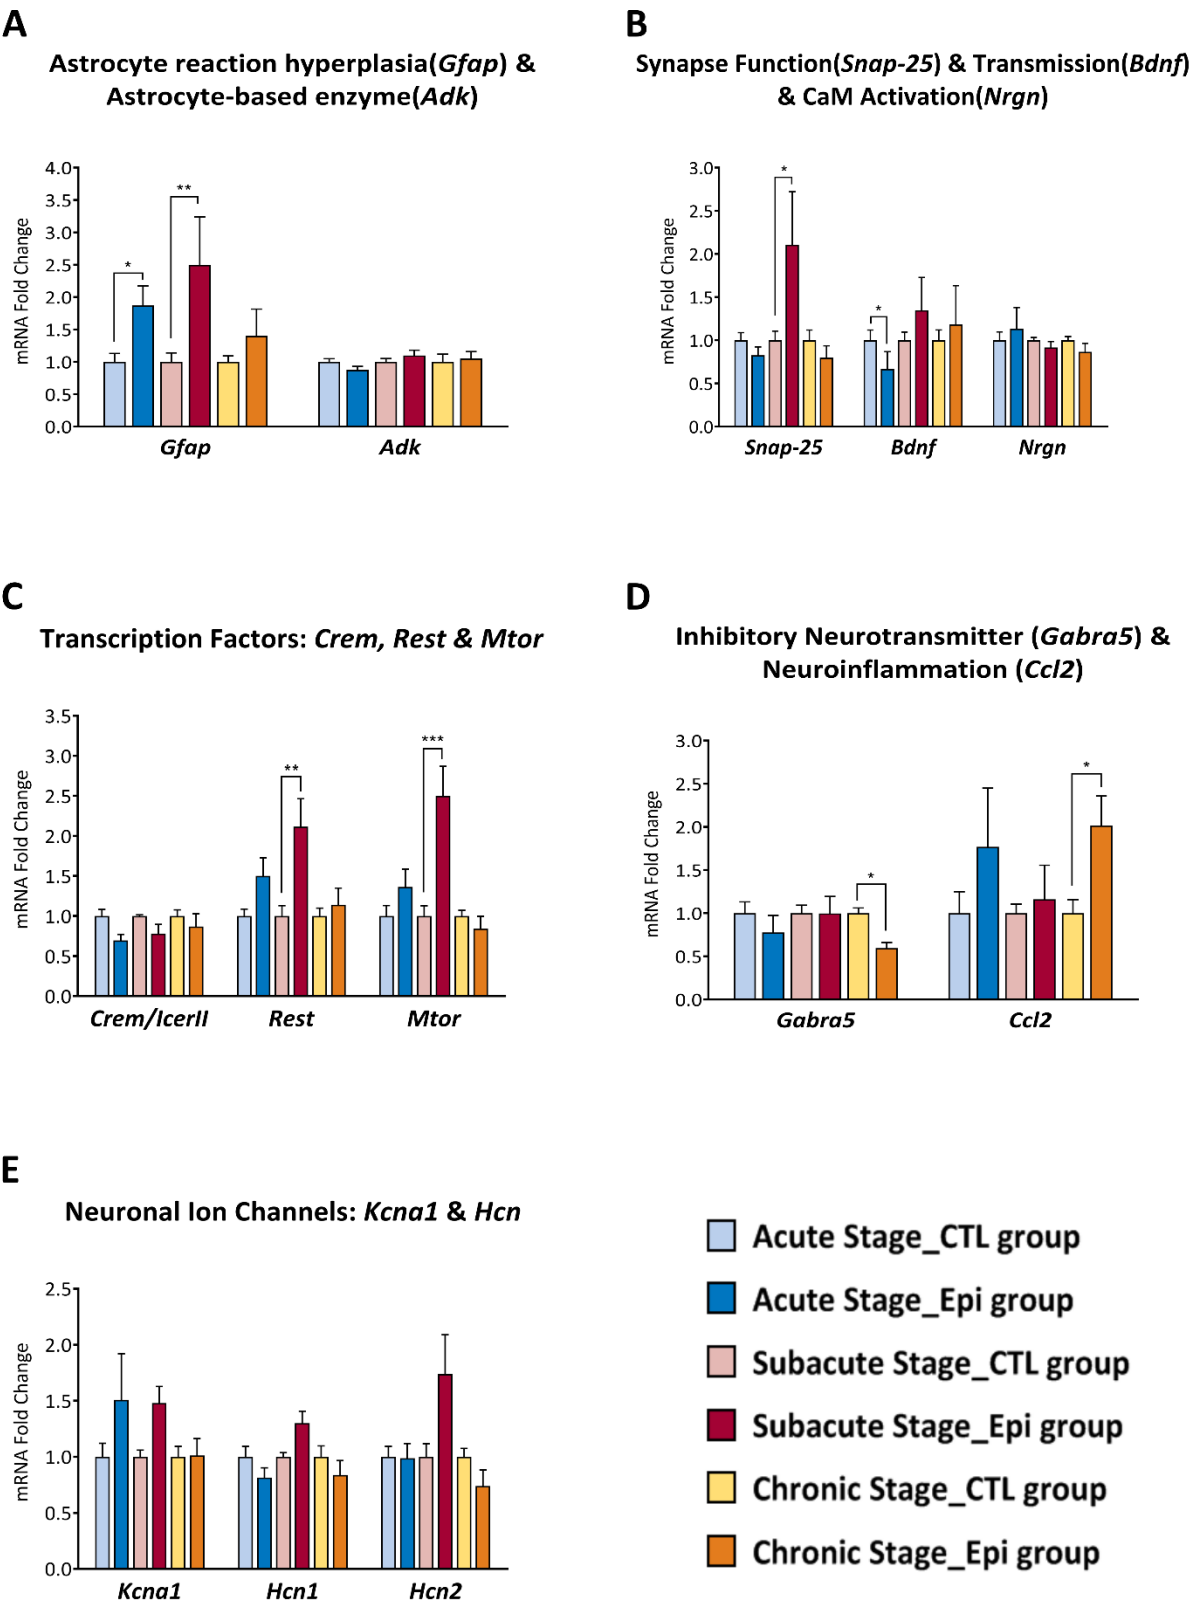 A
Astrocyte reaction hyperplasia(Gfap) &
Astrocyte-based enzyme(Adk)
mRNA Fold Change
4.0
3.5
3.0
2.5
2.0
1.5
1.0
0.5
0.0
*
**
Gfap Adk
B
Synapse Function(Snap-25) & Transmission(Bdnf)
& CaM Activation(Nrgn)
mRNA Fold Change
3.0
2.5
2.0
1.5
1.0
0.5
0.0
*
*
Snap-25 Bdnf Nrgn
C
Transcription Factors: Crem, Rest & Mtor
mRNA Fold Change
3.5
3.0
2.5
2.0
1.5
1.0
0.5
0.0
**
***
Crem/IcerII Rest Mtor
D
Inhibitory Neurotransmitter (Gabra5) &
Neuroinflammation (Ccl2)
mRNA Fold Change
3.0
2.5
2.0
1.5
1.0
0.5
0.0
*
*
Gabra5 Ccl2
E
Neuronal Ion Channels: Kcna1 & Hcn
mRNA Fold Change
2.5
2.0
1.5
1.0
0.5
0.0
Kcna1 Hcn1 Hcn2
Acute Stage_CTL group
Acute Stage_Epi group
Subacute Stage_CTL group
Subacute Stage_Epi group
Chronic Stage_CTL group
Chronic Stage_Epi group